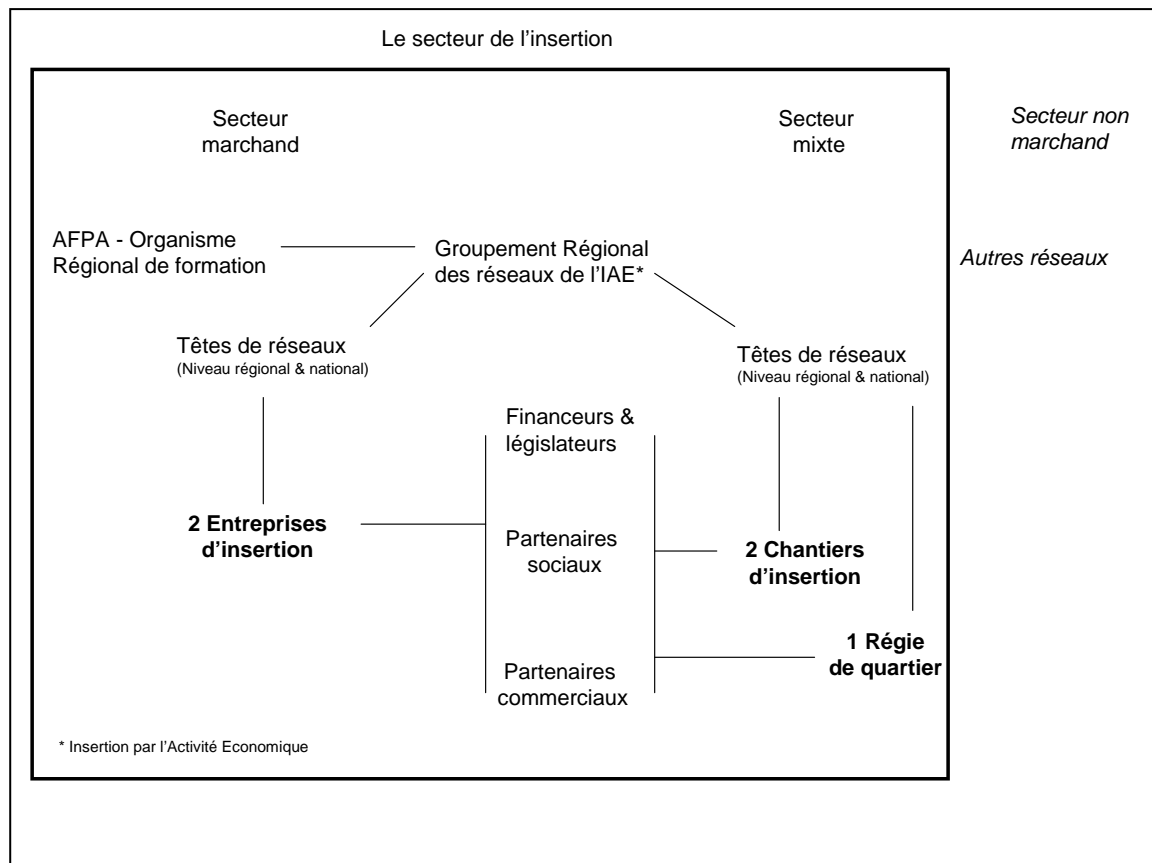 Le secteur de l’insertion
Secteur
marchand
Secteur
mixte
Secteur non
marchand
AFPA - Organisme
Régional de formation
Groupement Régional
des réseaux de l’IAE*
Autres réseaux
Têtes de réseaux
(Niveau régional & national)
Têtes de réseaux
(Niveau régional & national)
Financeurs &
législateurs
2 Entreprises
d’insertion
Partenaires
sociaux
2 Chantiers
d’insertion
1 Régie
de quartier
Partenaires
commerciaux
* Insertion par l’Activité Economique